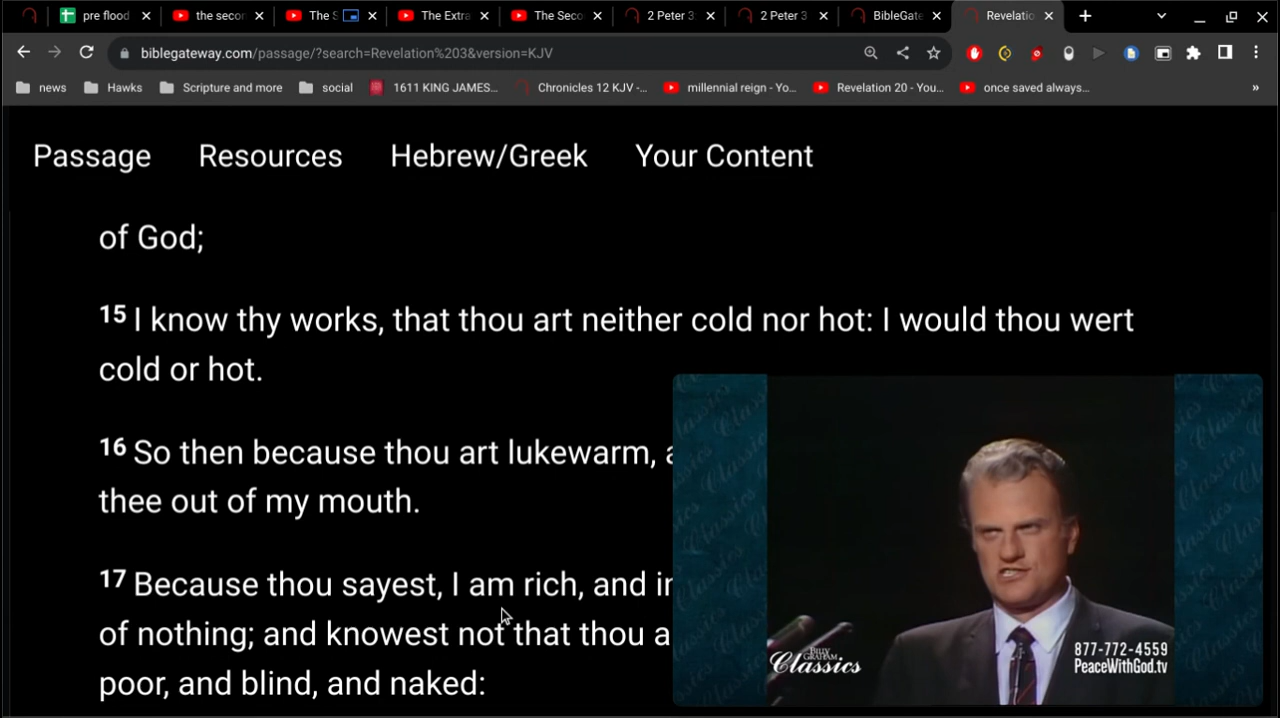 pre flood
the secon
The S
The Extra
The Seco
2 Peter 3
2 Peter 3
BibleGate
Revelatio
biblegateway.com/passage/?search=Revelation%203&version=KJV
news
Hawks
Scripture and more
social
1611 KING JAMES...
Chronicles 12 KJV -...
millennial reign - Yo...
Revelation 20 - You...
once saved always...
»
Passage Resources Hebrew/Greek Your Content
of God;
15 I know thy works, that thou art neither cold nor hot: I would thou wert
cold or hot.
16 So then because thou art lukewarm, a
thee out of my mouth.
17 Because thou sayest, I am rich, and in
of nothing; and knowest not that thou a
poor, and blind, and naked:
BILLY
GRAHAM
Classics
877-772-4559
PeaceWithGod.tv